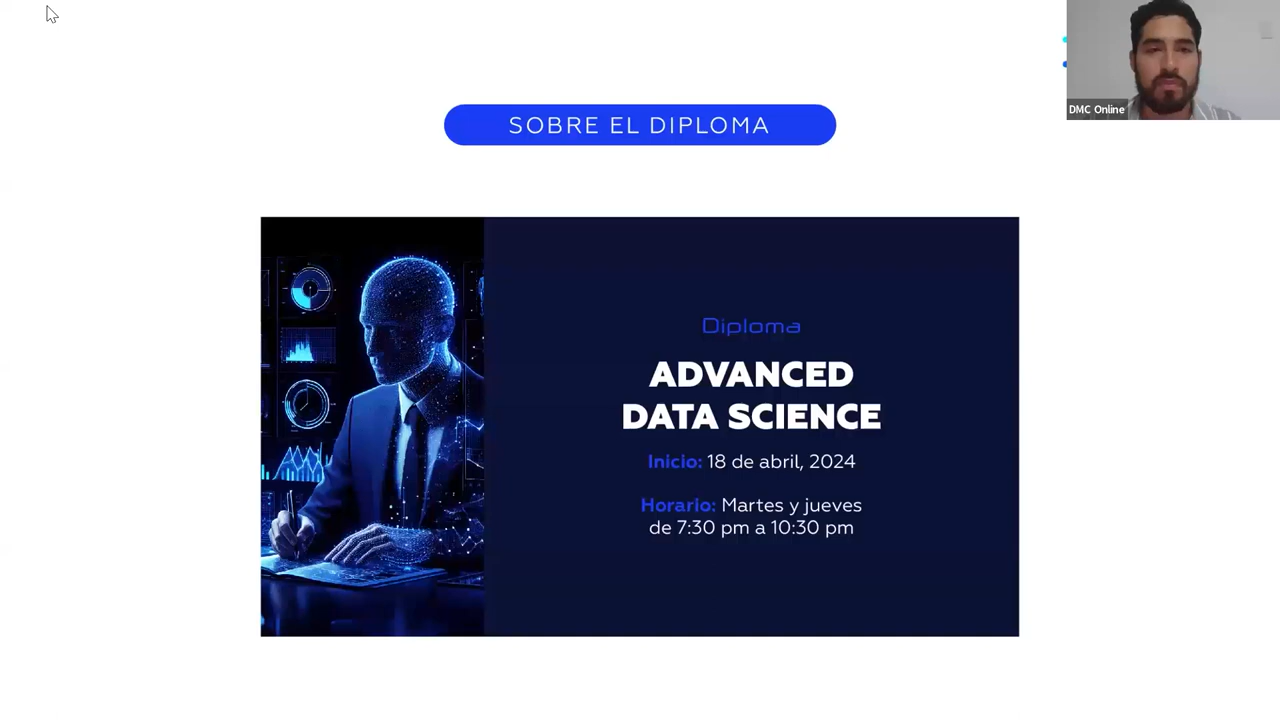 SOBRE EL DIPLOMA
DMC Online
Diploma
ADVANCED
DATA SCIENCE
Inicio: 18 de abril, 2024
Horario: Martes y jueves
de 7:30 pm a 10:30 pm